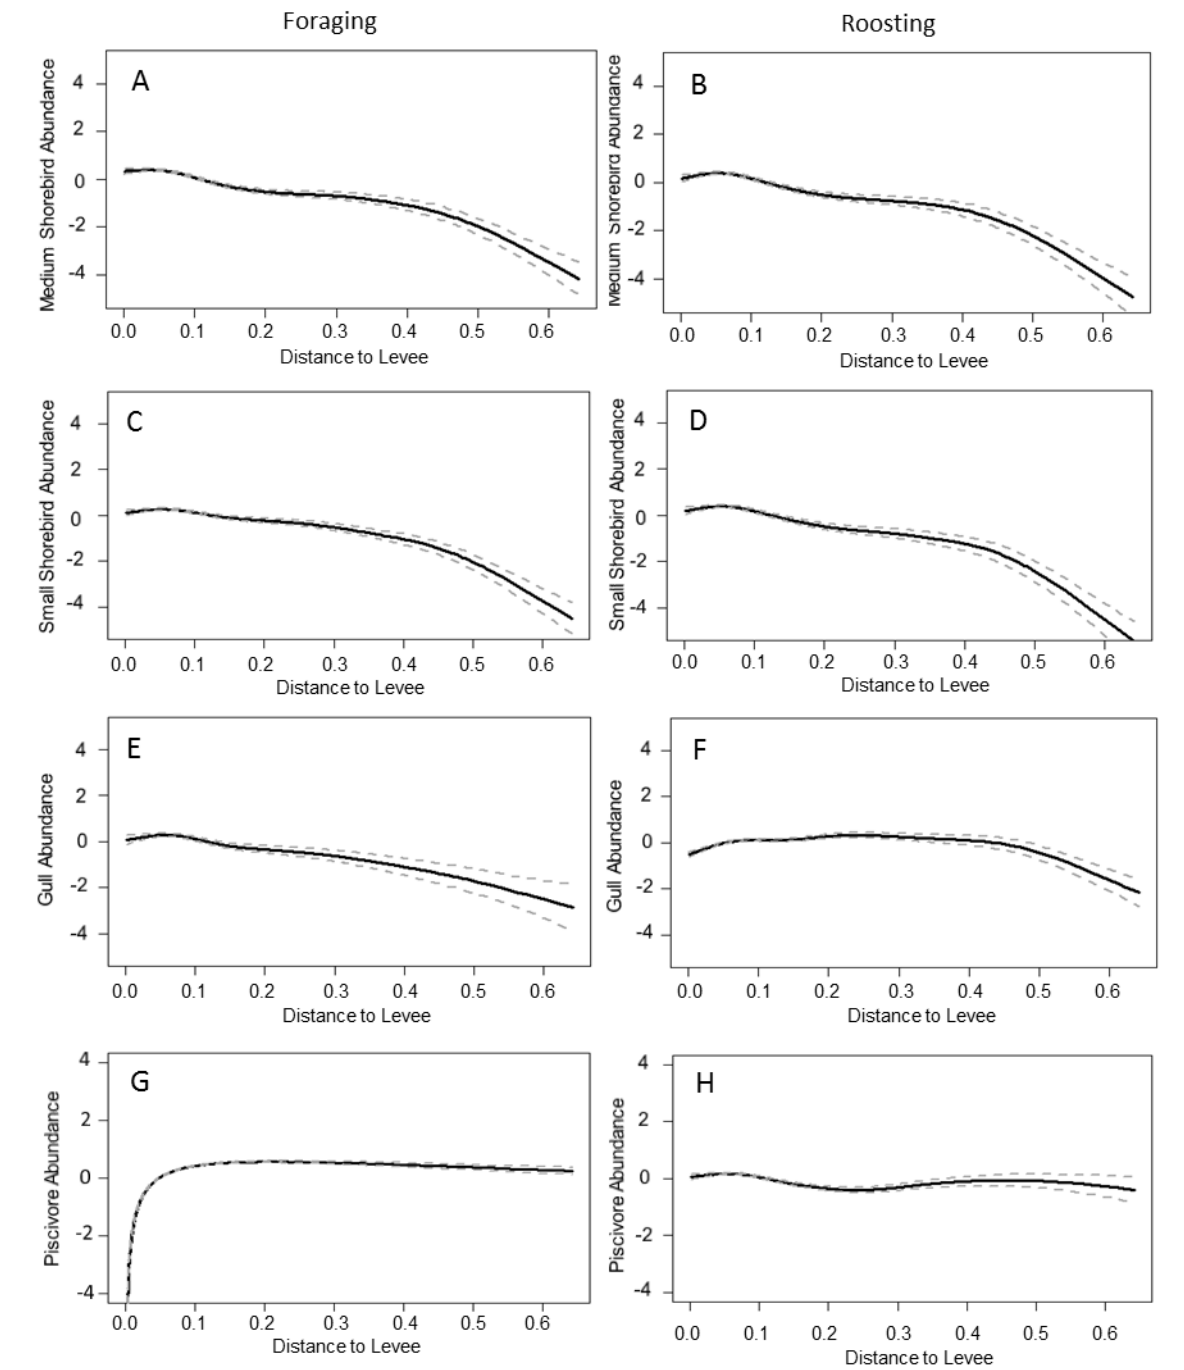 Foraging
Roosting
A
Medium Shorebird Abundance
4
2
0
-2
-4
0.0 0.1 0.2 0.3 0.4 0.5 0.6
Distance to Levee
B
Medium Shorebird Abundance
4
2
0
-2
-4
0.0 0.1 0.2 0.3 0.4 0.5 0.6
Distance to Levee
C
Small Shorebird Abundance
4
2
0
-2
-4
0.0 0.1 0.2 0.3 0.4 0.5 0.6
Distance to Levee
D
Small Shorebird Abundance
4
2
0
-2
-4
0.0 0.1 0.2 0.3 0.4 0.5 0.6
Distance to Levee
E
Gull Abundance
4
2
0
-2
-4
0.0 0.1 0.2 0.3 0.4 0.5 0.6
Distance to Levee
F
Gull Abundance
4
2
0
-2
-4
0.0 0.1 0.2 0.3 0.4 0.5 0.6
Distance to Levee
G
Piscivore Abundance
4
2
0
-2
-4
0.0 0.1 0.2 0.3 0.4 0.5 0.6
Distance to Levee
H
Piscivore Abundance
4
2
0
-2
-4
0.0 0.1 0.2 0.3 0.4 0.5 0.6
Distance to Levee